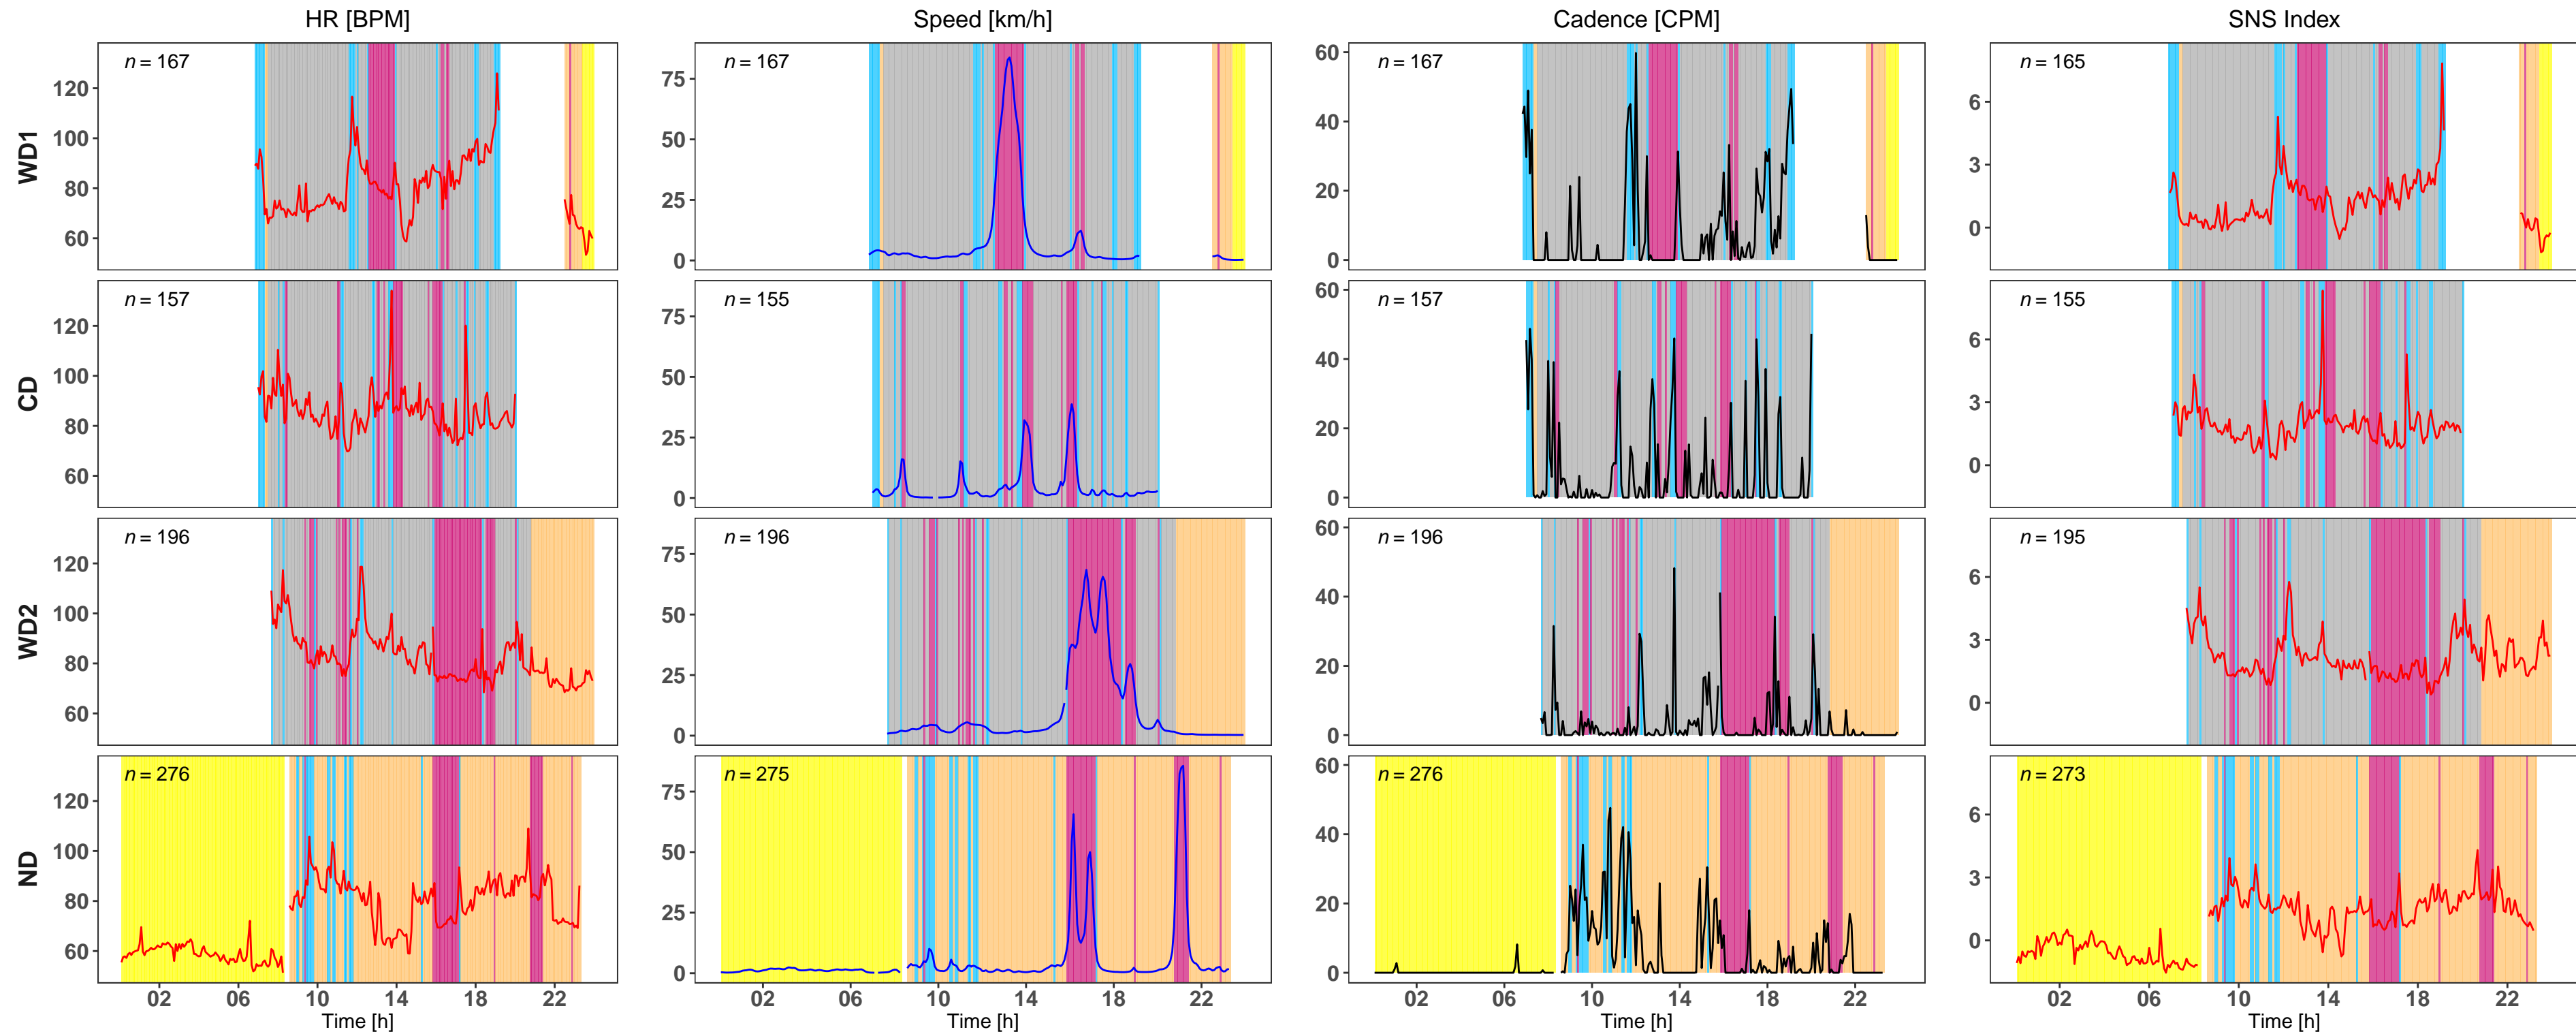 HR [BPM] Speed [km/h] Cadence [CPM] SNS Index
WD1
120
100
80
60
n = 167
75
50
25
0
n = 167
60
40
20
0
n = 167
6
3
0
n = 165
CD
120
100
80
60
n = 157
75
50
25
0
n = 155
60
40
20
0
n = 157
6
3
0
n = 155
WD2
120
100
80
60
n = 196
75
50
25
0
n = 196
60
40
20
0
n = 196
6
3
0
n = 195
ND
120
100
80
60
n = 276
75
50
25
0
n = 275
60
40
20
0
n = 276
6
3
0
n = 273
02 06 10 14 18 22 02 06 10 14 18 22 02 06 10 14 18 22 02 06 10 14 18 22
Time [h] Time [h] Time [h] Time [h]